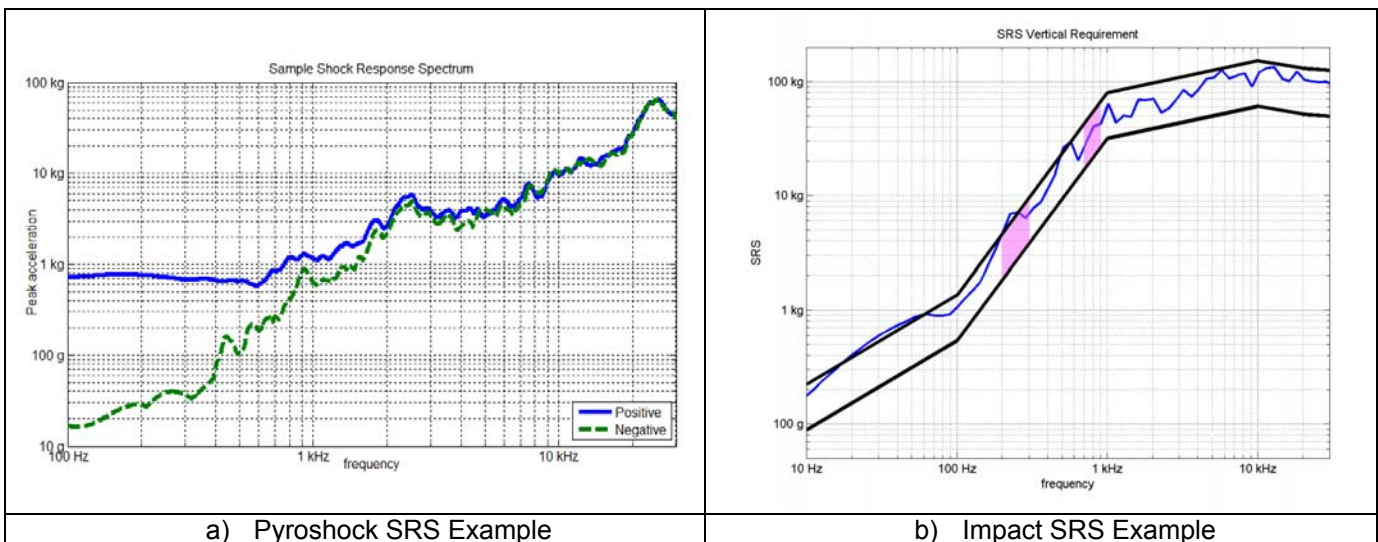 Sample Shock Response Spectrum
100 kg
10 kg
1 kg
100 g
10 g
Peak acceleration
100 Hz
1 kHz
10 kHz
frequency
Positive
Negative
a) Pyroshock SRS Example
SRS Vertical Requirement
100 kg
10 kg
1 kg
100 g
SRS
10 Hz
100 Hz
1 kHz
10 kHz
frequency
b) Impact SRS Example